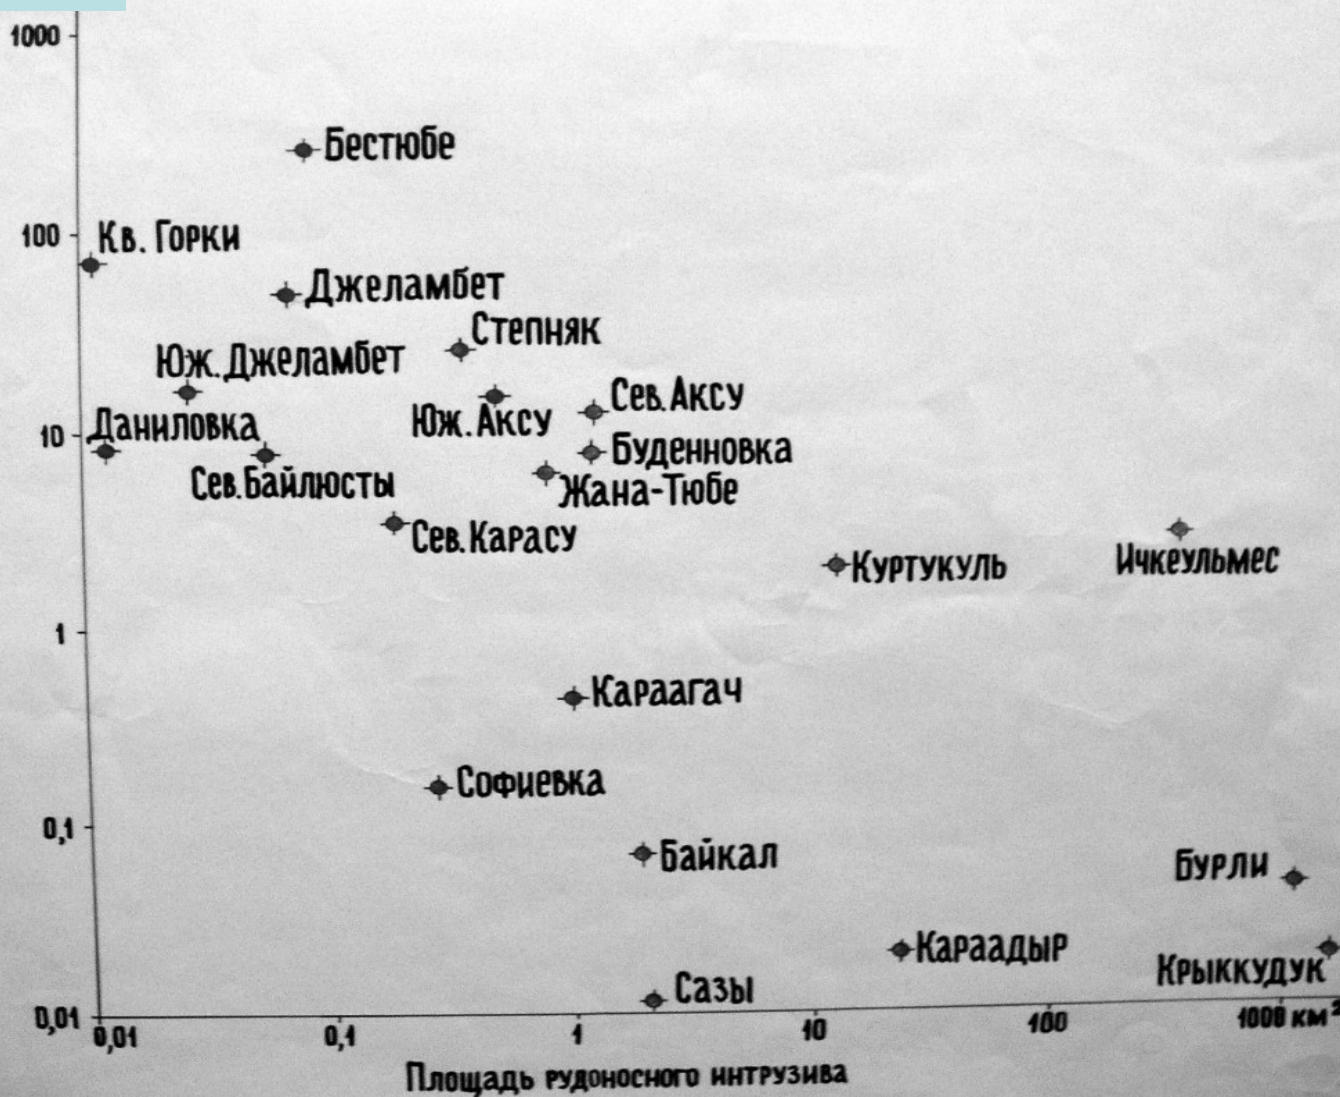 1000
Бестюбе
100
Кв. Горки
Джеламбет
Степняк
Юж. Джеламбет
Сев. Аксу
Юж. Аксу
Даниловка
10
Буденновка
Сев. Байлюсты
Жана-Тюбе
Сев. Карасу
Куртукуль
Ичкеульмес
1
Караагач
Софиевка
0,1
Байкал
Бурли
Караадыр
Крыккудук
Сазы
0,01
0,01 0,1 1 10 100 1000 км²
Площадь рудоносного интрузива